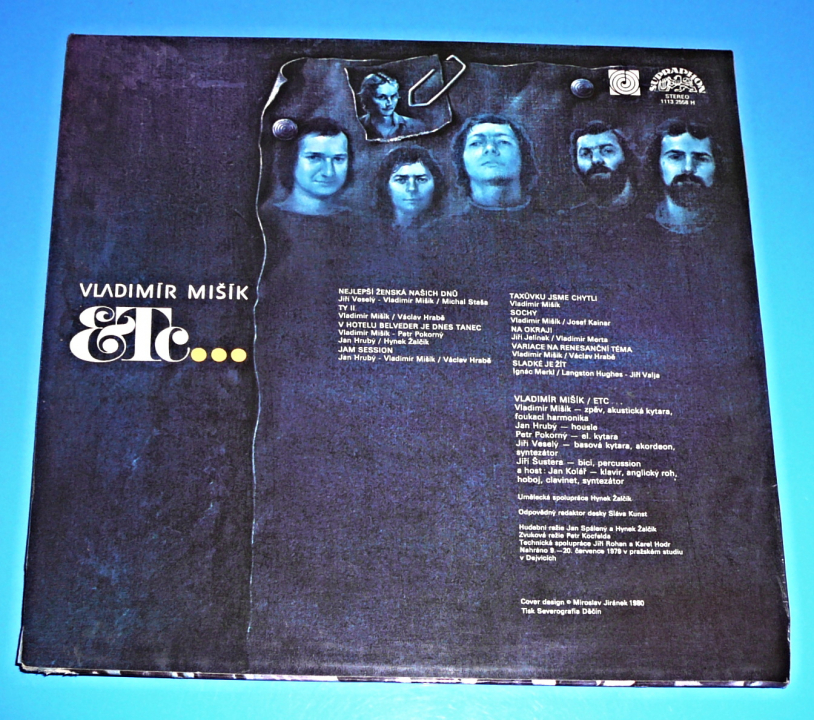 SUPRAPHON
STEREO
1113 2558 H
VLADIMÍR MIŠÍK
ETc...
NEJLEPŠÍ ŽENSKÁ NAŠICH DNŮ
Jiří Veselý - Vladimír Mišík / Michal Staša
TY II.
Vladimír Mišík / Václav Hrabě
V HOTELU BELVEDER JE DNES TANEC
Vladimír Mišík - Petr Pokorný
Jan Hrubý / Hynek Žalčík
JAM SESSION
Jan Hrubý - Vladimír Mišík / Václav Hrabě
TAXÚVKU JSME CHYTLI
Vladimír Mišík
SOCHY
Vladimír Mišík / Josef Kainar
NA OKRAJI
Jiří Jelínek / Vladimír Merta
VARIACE NA RENESANČNÍ TÉMA
Vladimír Mišík / Václav Hrabě
SLADKÉ JE ŽÍT
Ignác Merkl / Langston Hughes - Jiří Valja
VLADIMÍR MIŠÍK / ETC...
Vladimír Mišík — zpěv, akustická kytara,
foukací harmonika
Jan Hrubý — housle
Petr Pokorný — el. kytara
Jiří Veselý — basová kytara, akordeon,
syntezátor
Jiří Šustera — bicí, percussion
a host: Jan Kolář — klavír, anglický roh,
hoboj, clavinet, syntezátor
Umělecká spolupráce Hynek Žalčík
Odpovědný redaktor desky Sláva Kunst
Hudební režie Jan Spálený a Hynek Žalčík
Zvuková režie Petr Kocfelda
Technická spolupráce Jiří Rohan a Karel Hodr
Nahráno 9.—20. července 1979 v pražském studiu
v Dejvicích
Cover design © Miroslav Jiránek 1980
Tisk Severografia Děčín